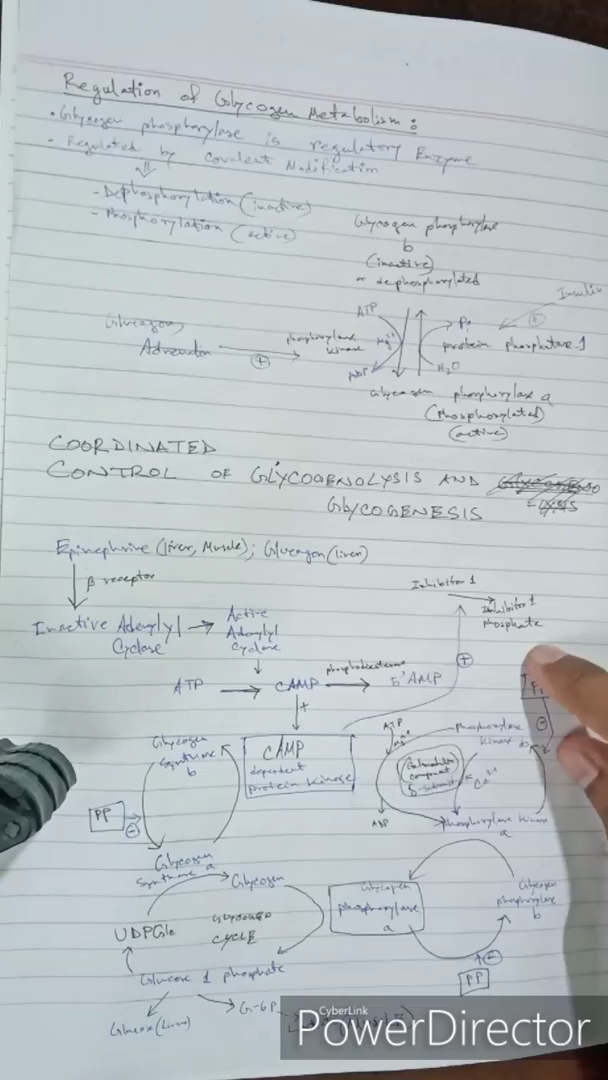 Regulation of Glycogen Metabolism:
• Glycogen phosphorylase is regulatory Enzyme
• Regulated by covalent Modification
⇓
- Dephosphorylation (inactive)
- Phosphorylation (active)
Glycogen phosphorylase
b
(inactive)
dephosphorylated
Insulin
ATP
Pi
+
Glucagon
Adrenalin
+
phosphorylase
kinase
Mg++
protein phosphatase 1
ADP
H2O
Glycogen phosphorylase a
(Phosphorylated)
(active)
COORDINATED
CONTROL OF GLYCOGENOLYSIS AND
GLYCOGENESIS
Epinephrine (liver, Muscle); Glucagon (liver)
β receptor
Inhibitor 1
Inhibitor 1
phosphate
Inactive Adenylyl
Cyclase
Active
Adenylyl
Cyclase
ATP
cAMP
phosphodiesterase
5'AMP
+
+
Glycogen
Synthase
b
cAMP
dependent
protein kinase
ATP
Mg++
phosphorylase
kinase b
component
δ-subunit
Ca2+
ADP
phosphorylase kinase
a
PP
-
-
Glycogen
Synthase a
Glycogen
Glycogen
phosphorylase
a
Glycogen
phosphorylase
b
UDPGlc
CYCLE
Glucose 1 phosphate
PP
-
Glucose (Liver)
G-6P
CyberLink
PowerDirector